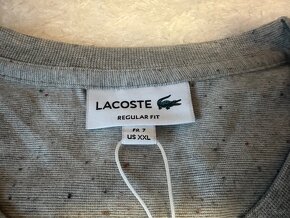 LACOSTE
REGULAR FIT
FR 7
US XXL